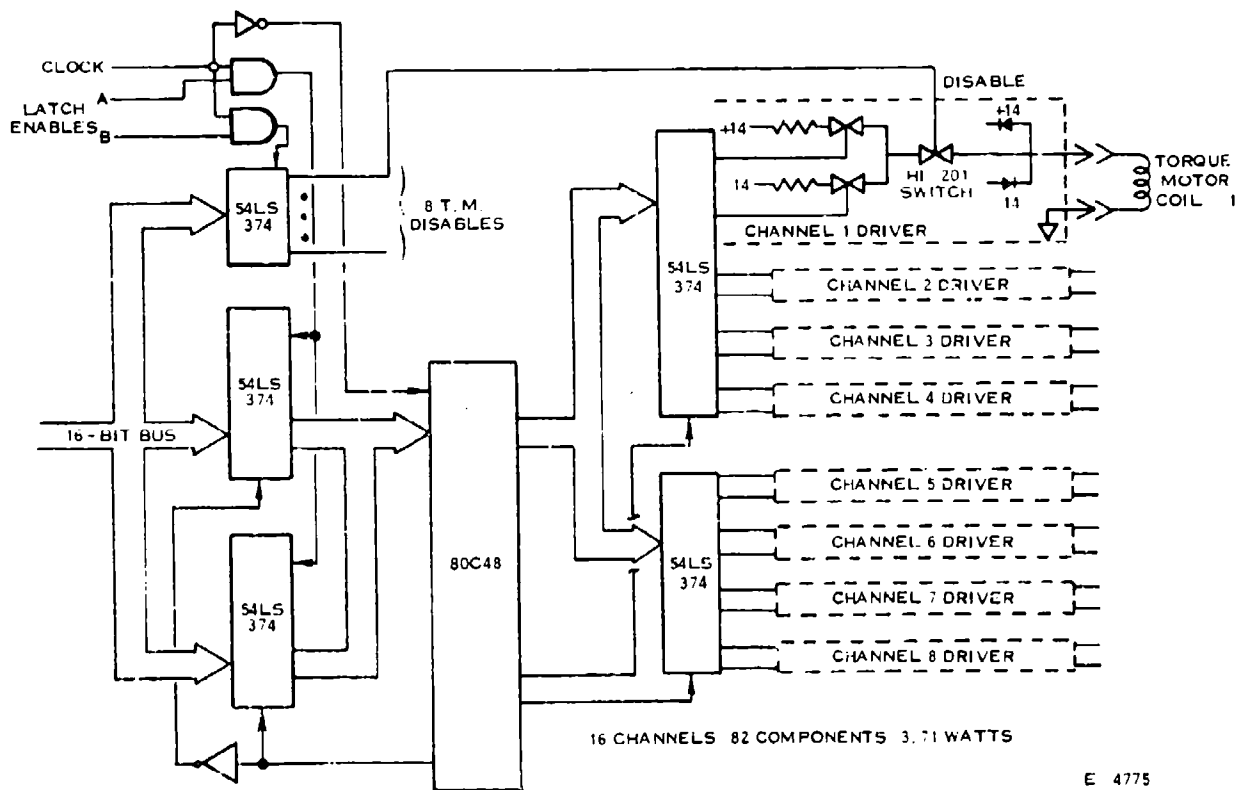 CLOCK
A
LATCH
ENABLES
B
54LS
374
8 T. M.
DISABLES
DISABLE
+14
14
+14
14
HI 201
SWITCH
CHANNEL 1 DRIVER
TORQUE
MOTOR
COIL 1
54LS
374
CHANNEL 2 DRIVER
CHANNEL 3 DRIVER
CHANNEL 4 DRIVER
16-BIT BUS
54LS
374
54LS
374
80C48
54LS
374
CHANNEL 5 DRIVER
CHANNEL 6 DRIVER
CHANNEL 7 DRIVER
CHANNEL 8 DRIVER
16 CHANNELS 82 COMPONENTS 3.71 WATTS
E 4775